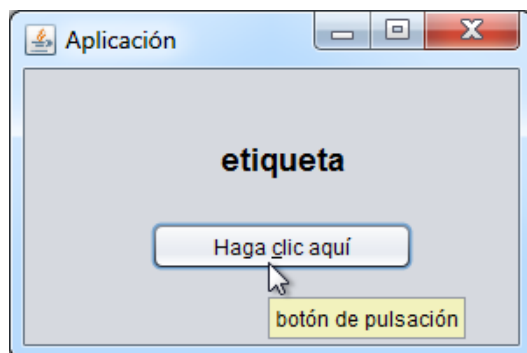 Aplicación
etiqueta
Haga clic aquí
botón de pulsación